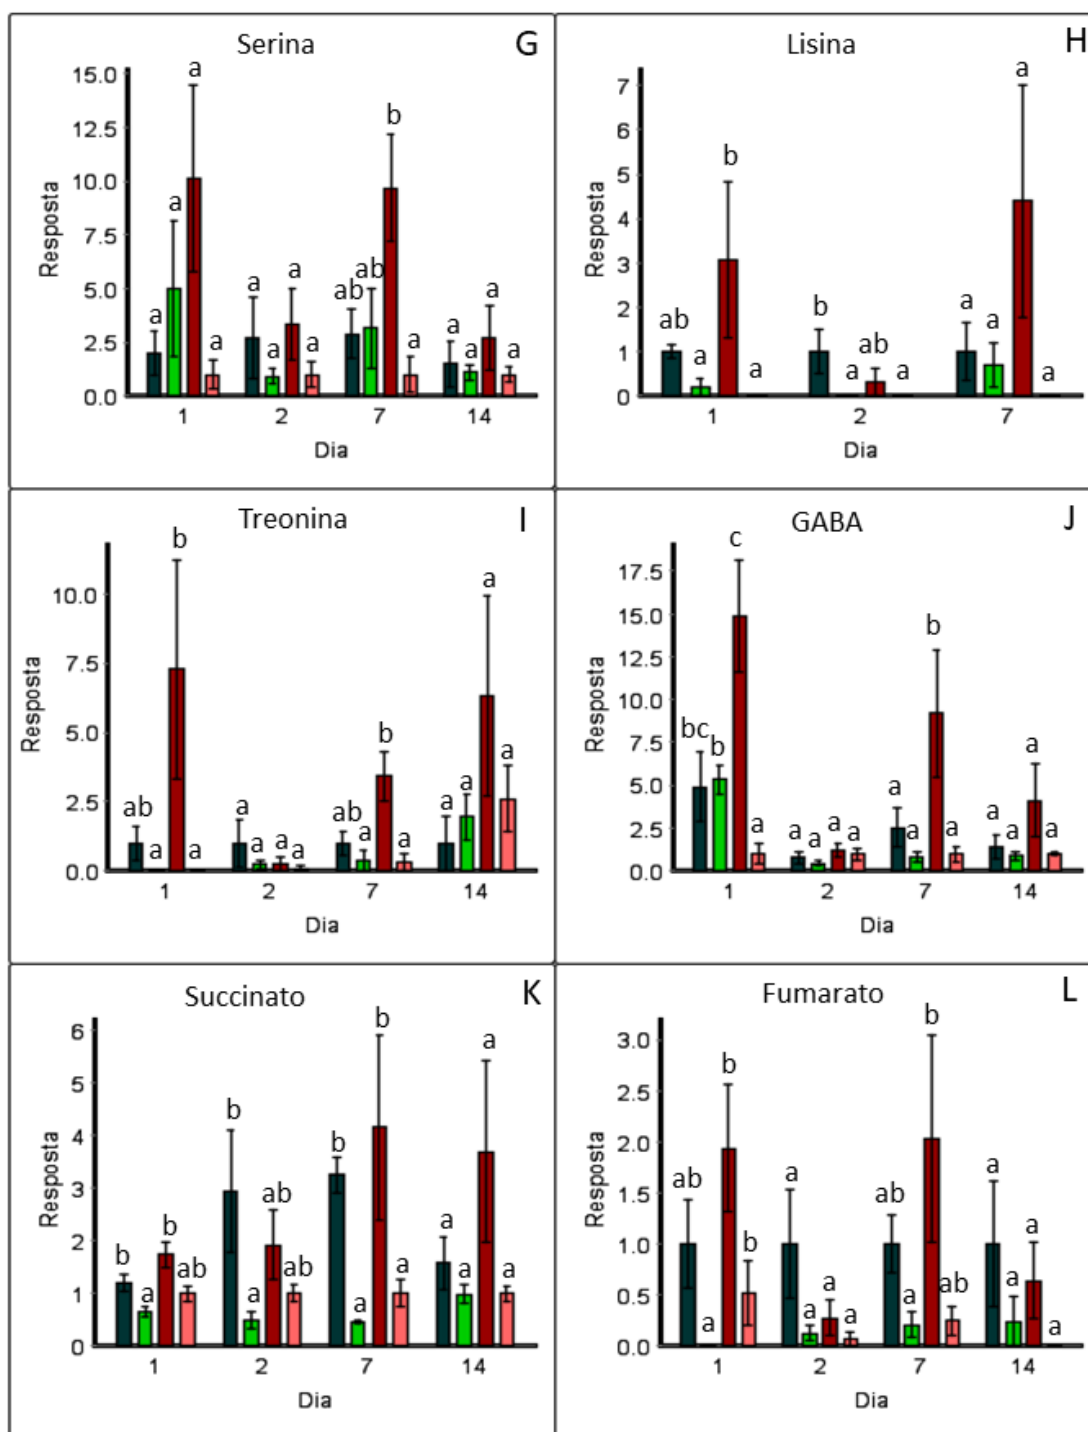 Serina G
a
15.0
12.5 b
10.0
a
7.5
5.0 a a a ab ab a
2.5 a a a a a a a
0.0
1 2 7 14
Resposta
Dia
Lisina H
a
7
6
5 b
4
3
2 ab b a a
1 a a ab a a
0
1 2 7
Resposta
Dia
Treonina I
b
a
10.0
7.5
5.0 b
a
2.5 ab a ab a a
0.0 a a a a a a a
1 2 7 14
Resposta
Dia
GABA J
c
17.5
15.0
12.5 b
10.0
7.5 bc b a
5.0 a
2.5 a a a a a a a a a
0.0
1 2 7 14
Resposta
Dia
Succinato K
b
6 a
5
b
4
b
3 ab
2 b b a
1 a ab a ab a a a a
0
1 2 7 14
Resposta
Dia
Fumarato L
b
3.0
b
2.5
2.0 a a
1.5 ab ab
1.0 b a
0.5 a a a a a ab a a
0.0
1 2 7 14
Resposta
Dia